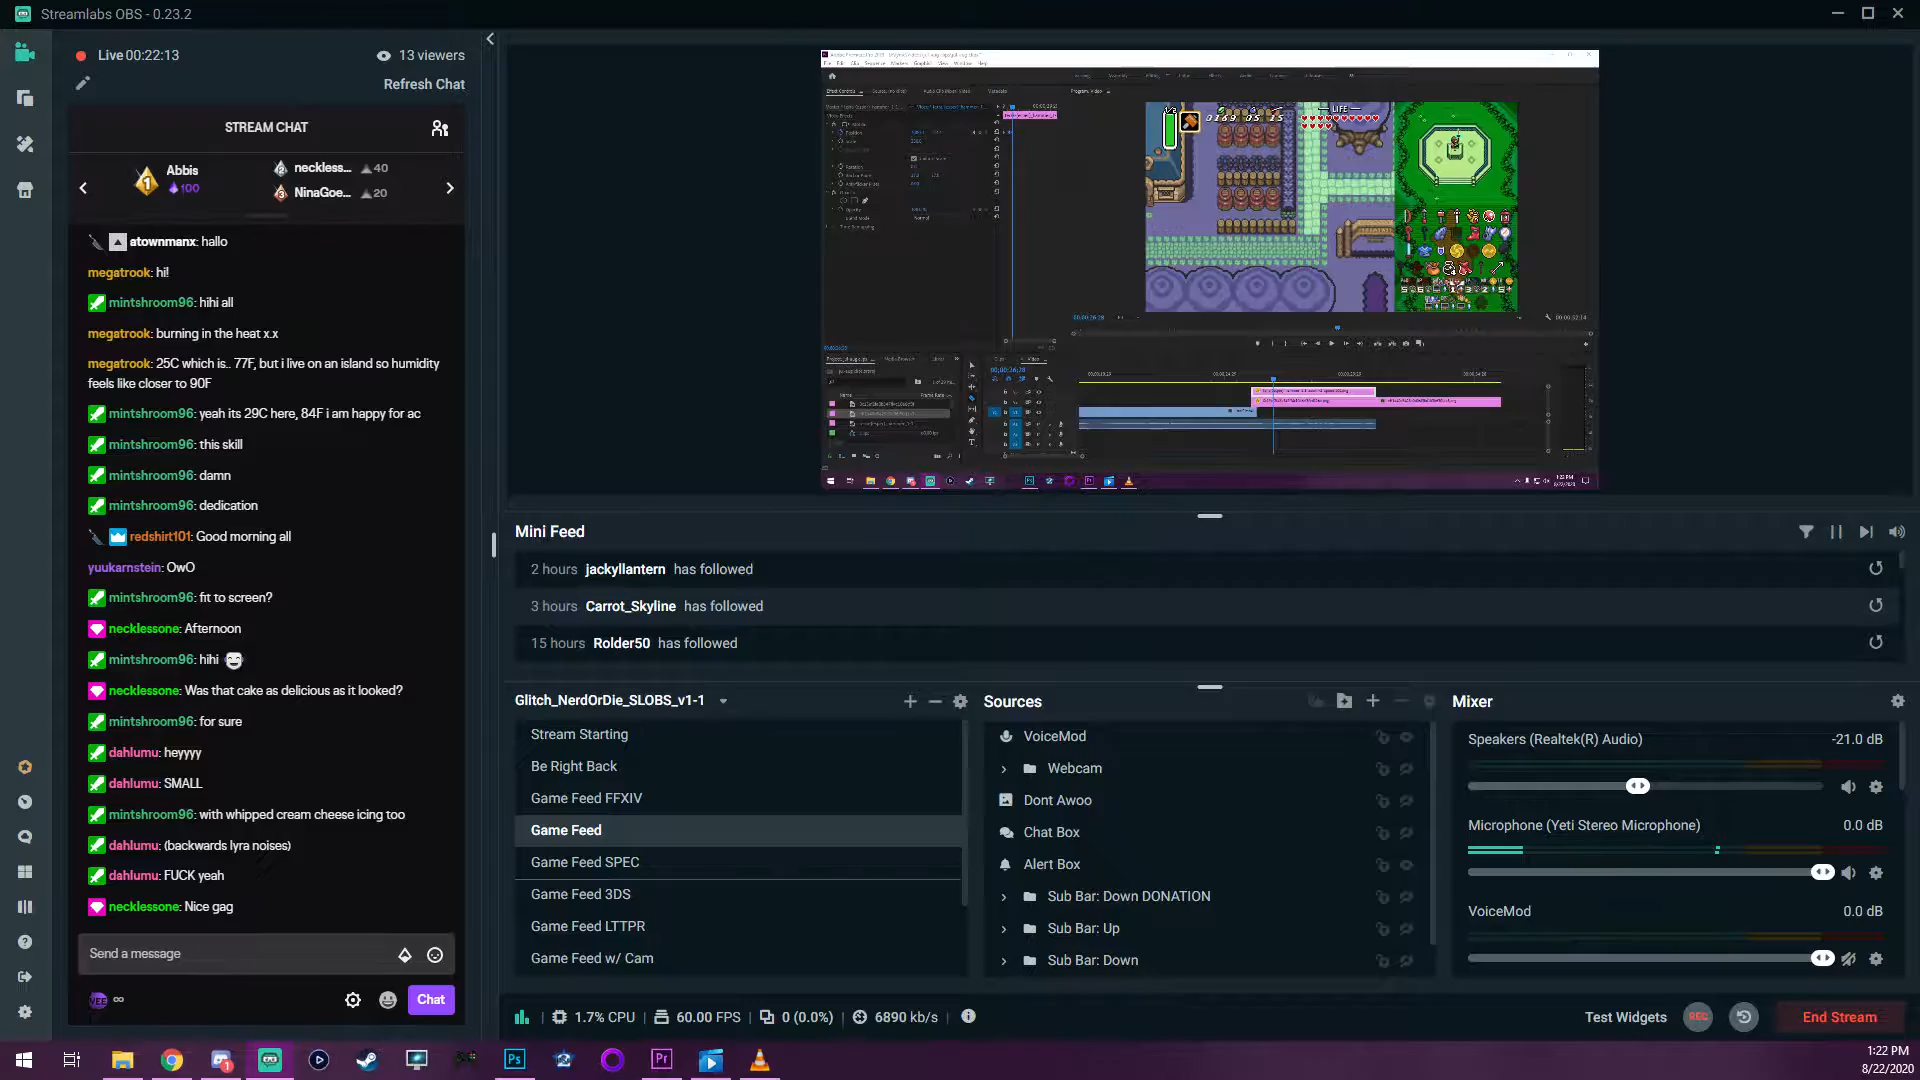 Streamlabs OBS - 0.23.2
Live 00:22:13
13 viewers
Refresh Chat
STREAM CHAT
1
Abbis
100
2 neckless... 40
3 NinaGoe... 20
atownmanx: hallo
megatrook: hi!
mintshroom96: hihi all
megatrook: burning in the heat x.x
megatrook: 25C which is.. 77F, but i live on an island so humidity
feels like closer to 90F
mintshroom96: yeah its 29C here, 84F i am happy for ac
mintshroom96: this skill
mintshroom96: damn
mintshroom96: dedication
redshirt101: Good morning all
yuukarnstein: OwO
mintshroom96: fit to screen?
necklessone: Afternoon
mintshroom96: hihi
necklessone: Was that cake as delicious as it looked?
mintshroom96: for sure
dahlumu: heyyyy
dahlumu: SMALL
mintshroom96: with whipped cream cheese icing too
dahlumu: (backwards lyra noises)
dahlumu: FUCK yeah
necklessone: Nice gag
Send a message
∞
Chat
LIFE
Mini Feed
2 hours jackyllantern has followed
3 hours Carrot_Skyline has followed
15 hours Rolder50 has followed
Glitch_NerdOrDie_SLOBS_v1-1
Stream Starting
Be Right Back
Game Feed FFXIV
Game Feed
Game Feed SPEC
Game Feed 3DS
Game Feed LTTPR
Game Feed w/ Cam
Sources
VoiceMod
Webcam
Dont Awoo
Chat Box
Alert Box
Sub Bar: Down DONATION
Sub Bar: Up
Sub Bar: Down
Mixer
Speakers (Realtek(R) Audio) -21.0 dB
Microphone (Yeti Stereo Microphone) 0.0 dB
VoiceMod 0.0 dB
1.7% CPU
60.00 FPS
0 (0.0%)
6890 kb/s
Test Widgets
REC
End Stream
Ps
Pr
1:22 PM
8/22/2020